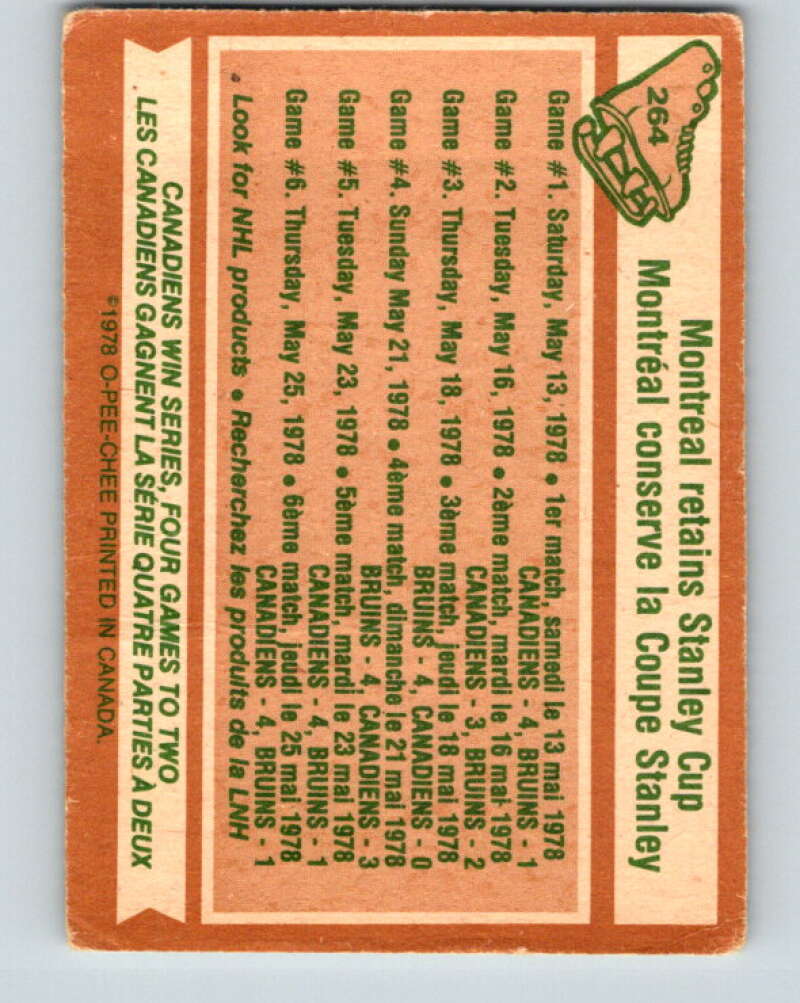 264
Montreal retains Stanley Cup
Montréal conserve la Coupe Stanley
Game #1. Saturday, May 13, 1978 • 1er match, samedi le 13 mai 1978
CANADIENS - 4, BRUINS - 1
Game #2. Tuesday, May 16, 1978 • 2ème match, mardi le 16 mai 1978
CANADIENS - 3, BRUINS - 2
Game #3. Thursday, May 18, 1978 • 3ème match, jeudi le 18 mai 1978
BRUINS - 4, CANADIENS - 0
Game #4. Sunday May 21, 1978 • 4ème match, dimanche le 21 mai 1978
BRUINS - 4, CANADIENS - 3
Game #5. Tuesday, May 23, 1978 • 5ème match, mardi le 23 mai 1978
CANADIENS - 4, BRUINS - 1
Game #6. Thursday, May 25, 1978 • 6ème match, jeudi le 25 mai 1978
CANADIENS - 4, BRUINS - 1
• Look for NHL products • Recherchez les produits de la LNH
CANADIENS WIN SERIES, FOUR GAMES TO TWO
LES CANADIENS GAGNENT LA SÉRIE QUATRE PARTIES À DEUX
©1978 O-PEE-CHEE PRINTED IN CANADA.